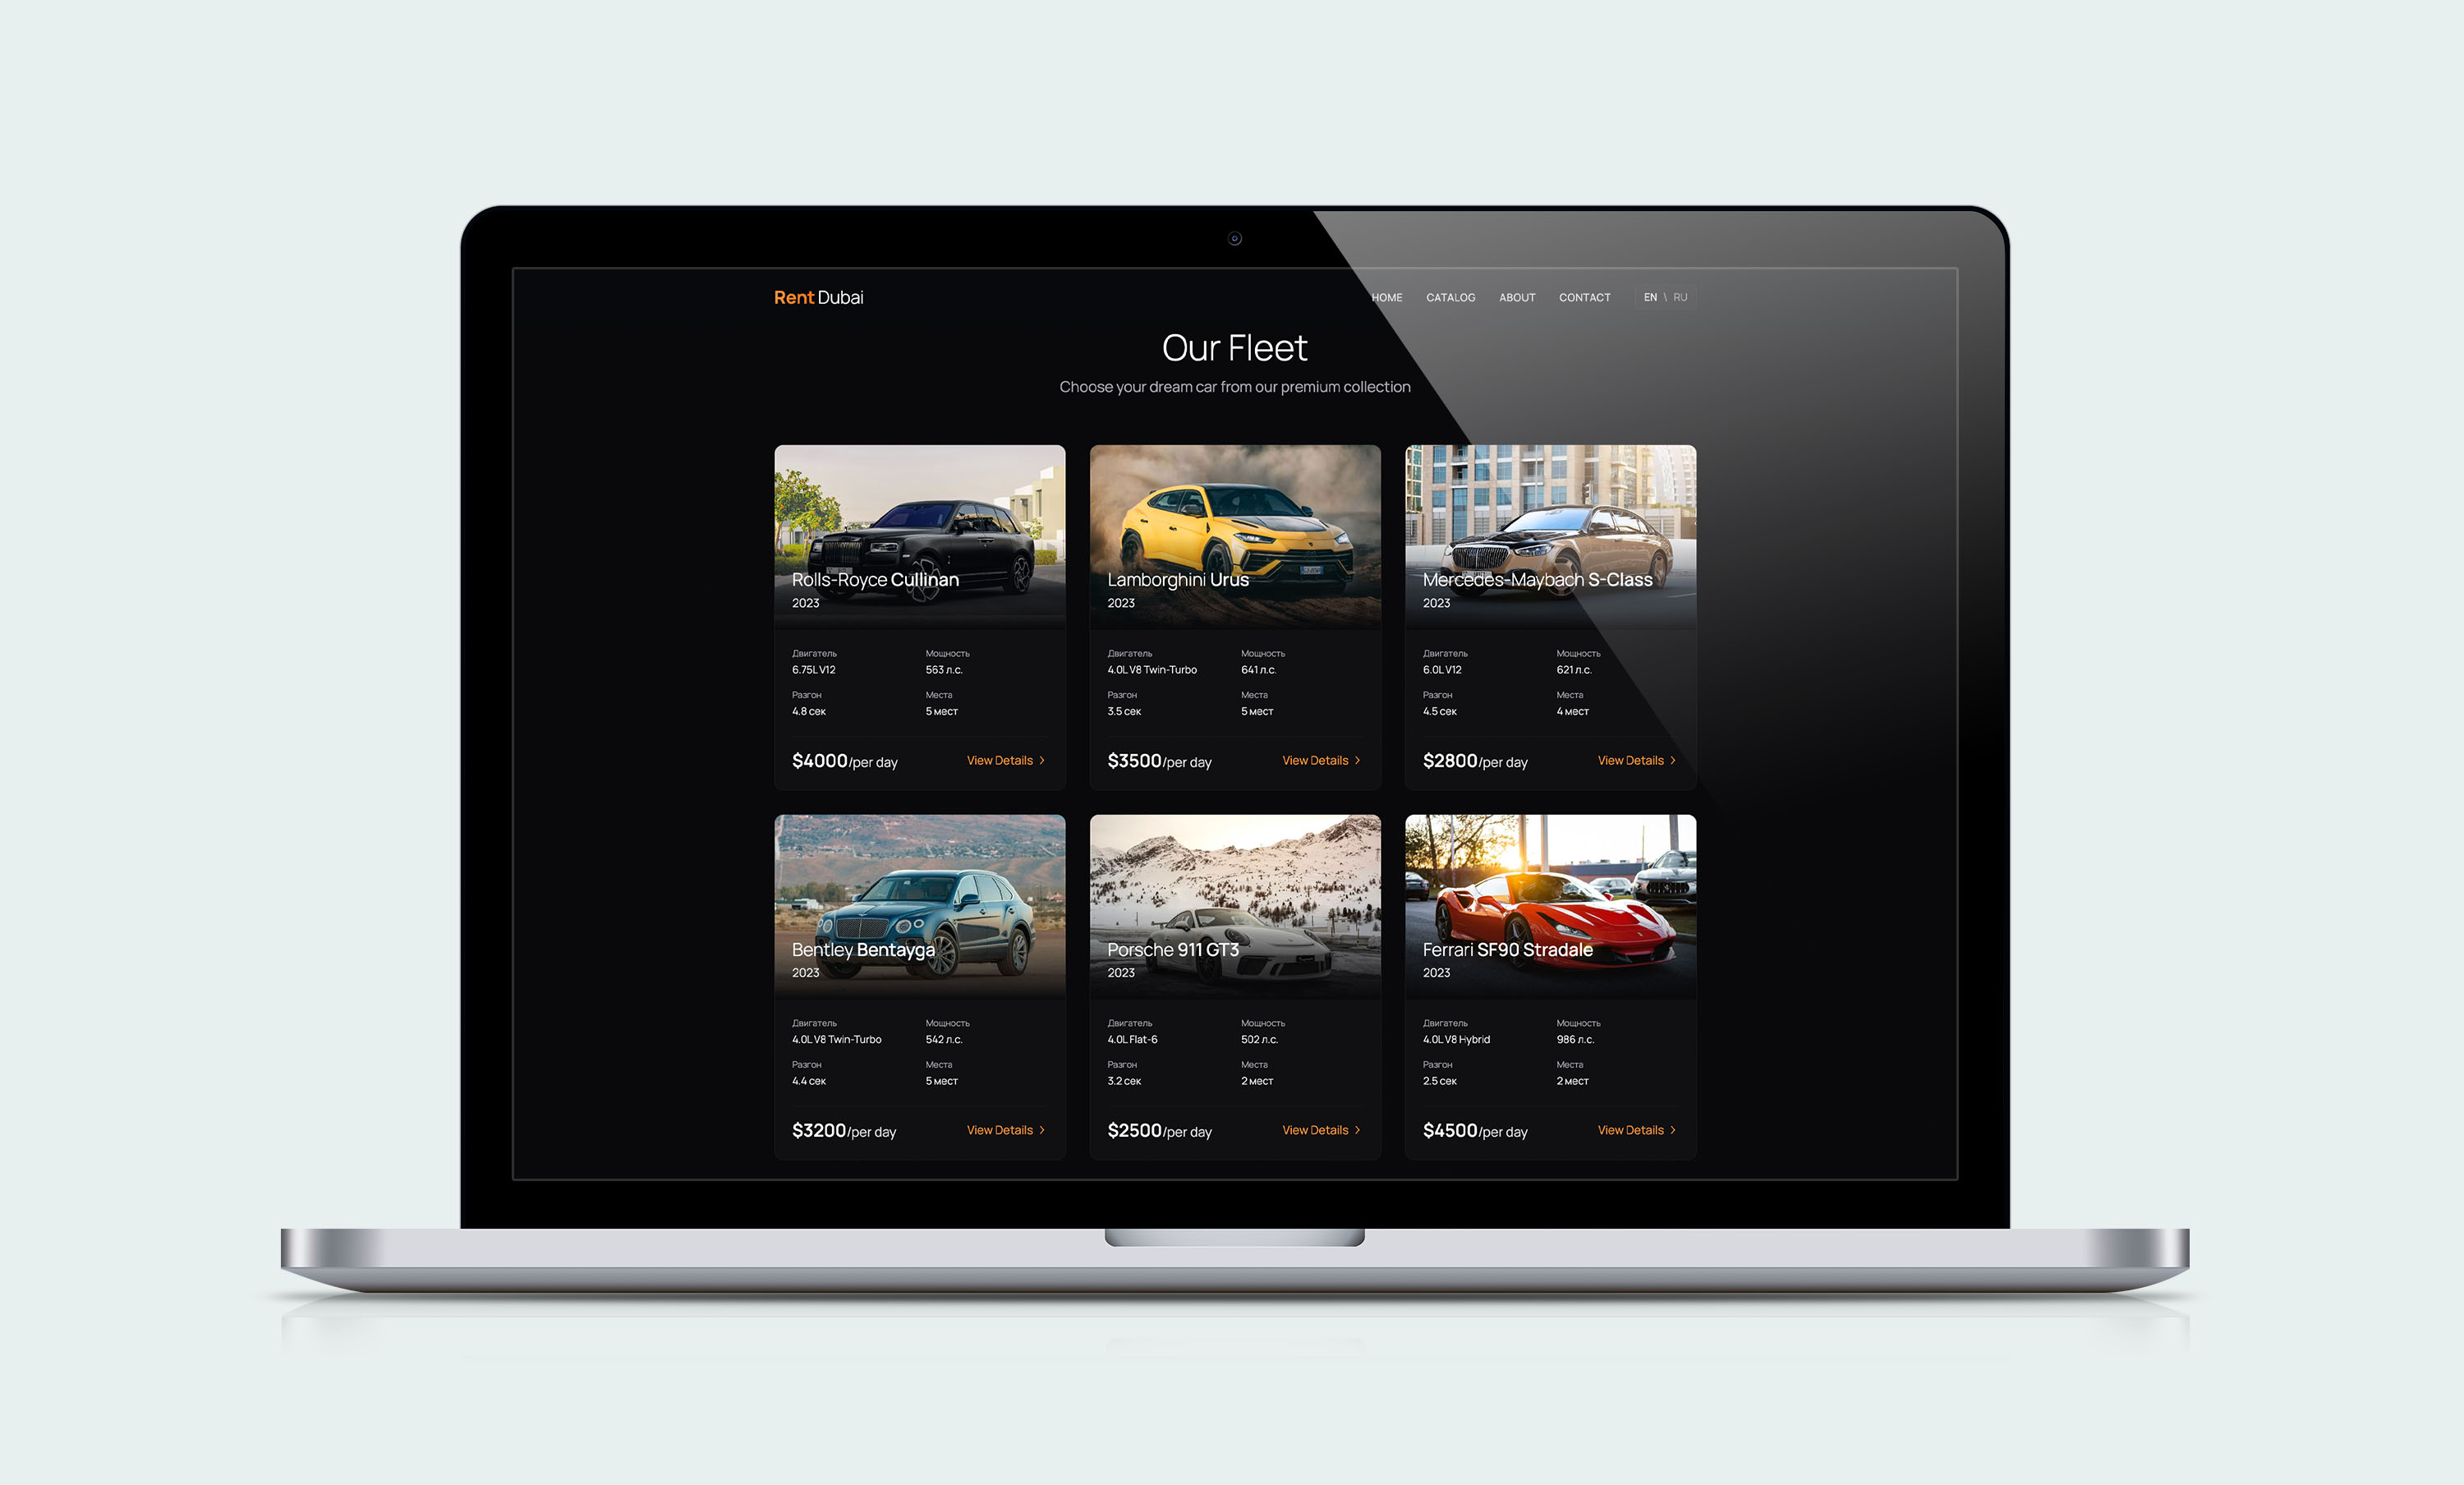 Rent Dubai
HOME CATALOG ABOUT CONTACT EN \ RU
Our Fleet
Choose your dream car from our premium collection
Rolls-Royce Cullinan
2023
Двигатель Мощность
6.75L V12 563 л.с.
Разгон Места
4.8 сек 5 мест
$4000/per day View Details >
Lamborghini Urus
2023
Двигатель Мощность
4.0L V8 Twin-Turbo 641 л.с.
Разгон Места
3.5 сек 5 мест
$3500/per day View Details >
Mercedes-Maybach S-Class
2023
Двигатель Мощность
6.0L V12 621 л.с.
Разгон Места
4.5 сек 4 мест
$2800/per day View Details >
Bentley Bentayga
2023
Двигатель Мощность
4.0L V8 Twin-Turbo 542 л.с.
Разгон Места
4.4 сек 5 мест
$3200/per day View Details >
Porsche 911 GT3
2023
Двигатель Мощность
4.0L Flat-6 502 л.с.
Разгон Места
3.2 сек 2 мест
$2500/per day View Details >
Ferrari SF90 Stradale
2023
Двигатель Мощность
4.0L V8 Hybrid 986 л.с.
Разгон Места
2.5 сек 2 мест
$4500/per day View Details >